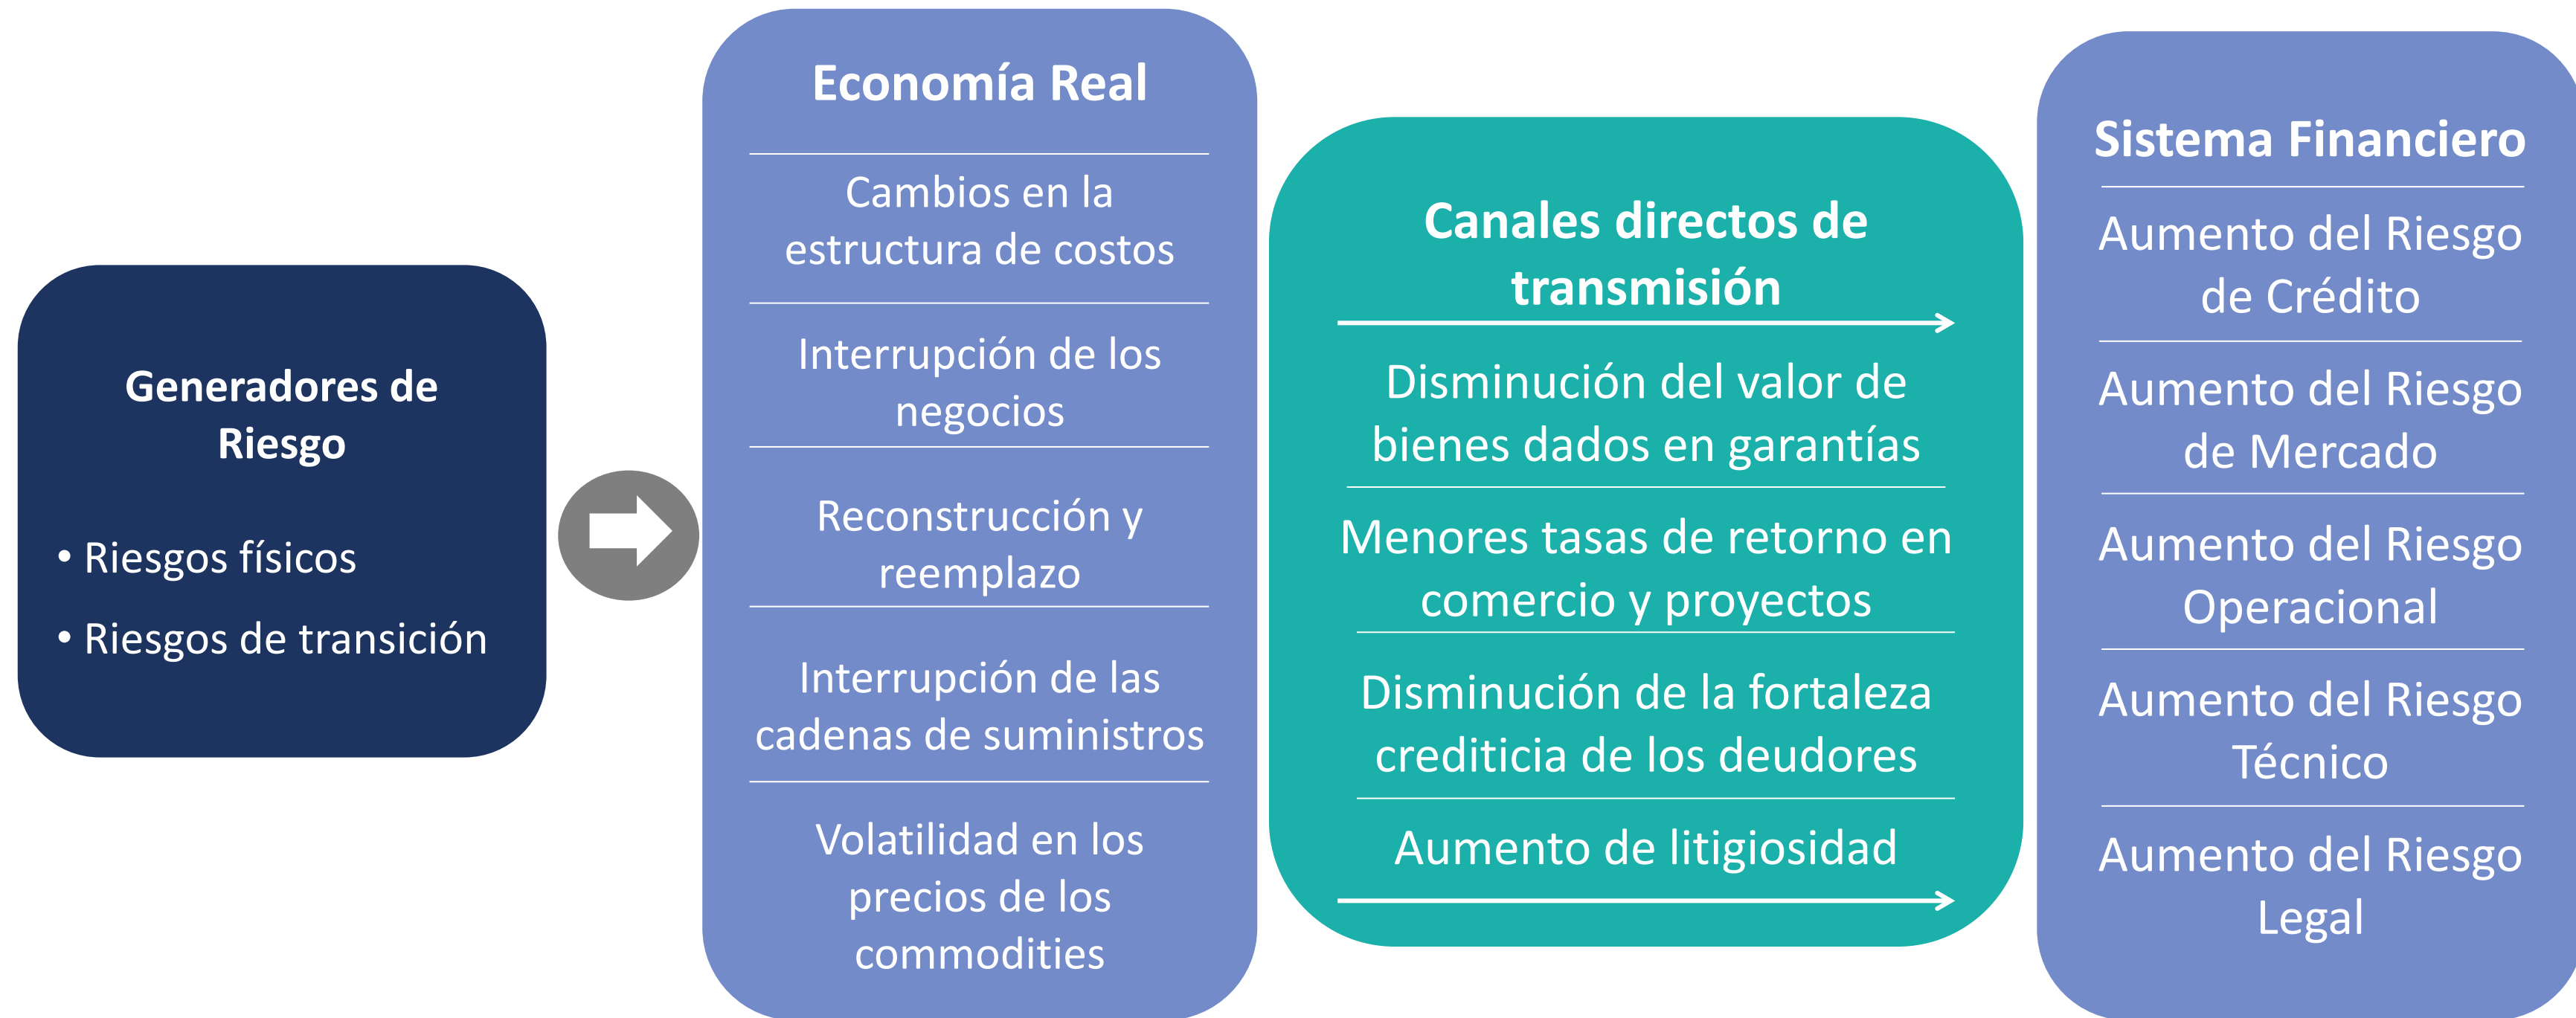 Generadores de
Riesgo
• Riesgos físicos
• Riesgos de transición
Economía Real
Cambios en la
estructura de costos
Interrupción de los
negocios
Reconstrucción y
reemplazo
Interrupción de las
cadenas de suministros
Volatilidad en los
precios de los
commodities
Canales directos de
transmisión
Disminución del valor de
bienes dados en garantías
Menores tasas de retorno en
comercio y proyectos
Disminución de la fortaleza
crediticia de los deudores
Aumento de litigiosidad
Sistema Financiero
Aumento del Riesgo
de Crédito
Aumento del Riesgo
de Mercado
Aumento del Riesgo
Operacional
Aumento del Riesgo
Técnico
Aumento del Riesgo
Legal